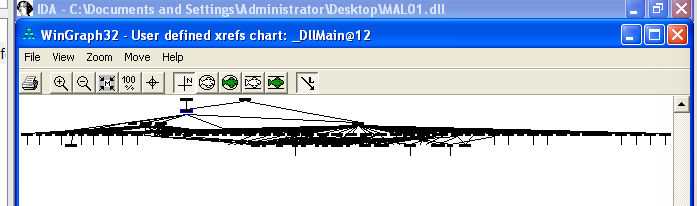 IDA - C:\Documents and Settings\Administrator\Desktop\MAL01.dll
WinGraph32 - User defined xrefs chart: _DllMain@12
File View Zoom Move Help
100 %
N
f